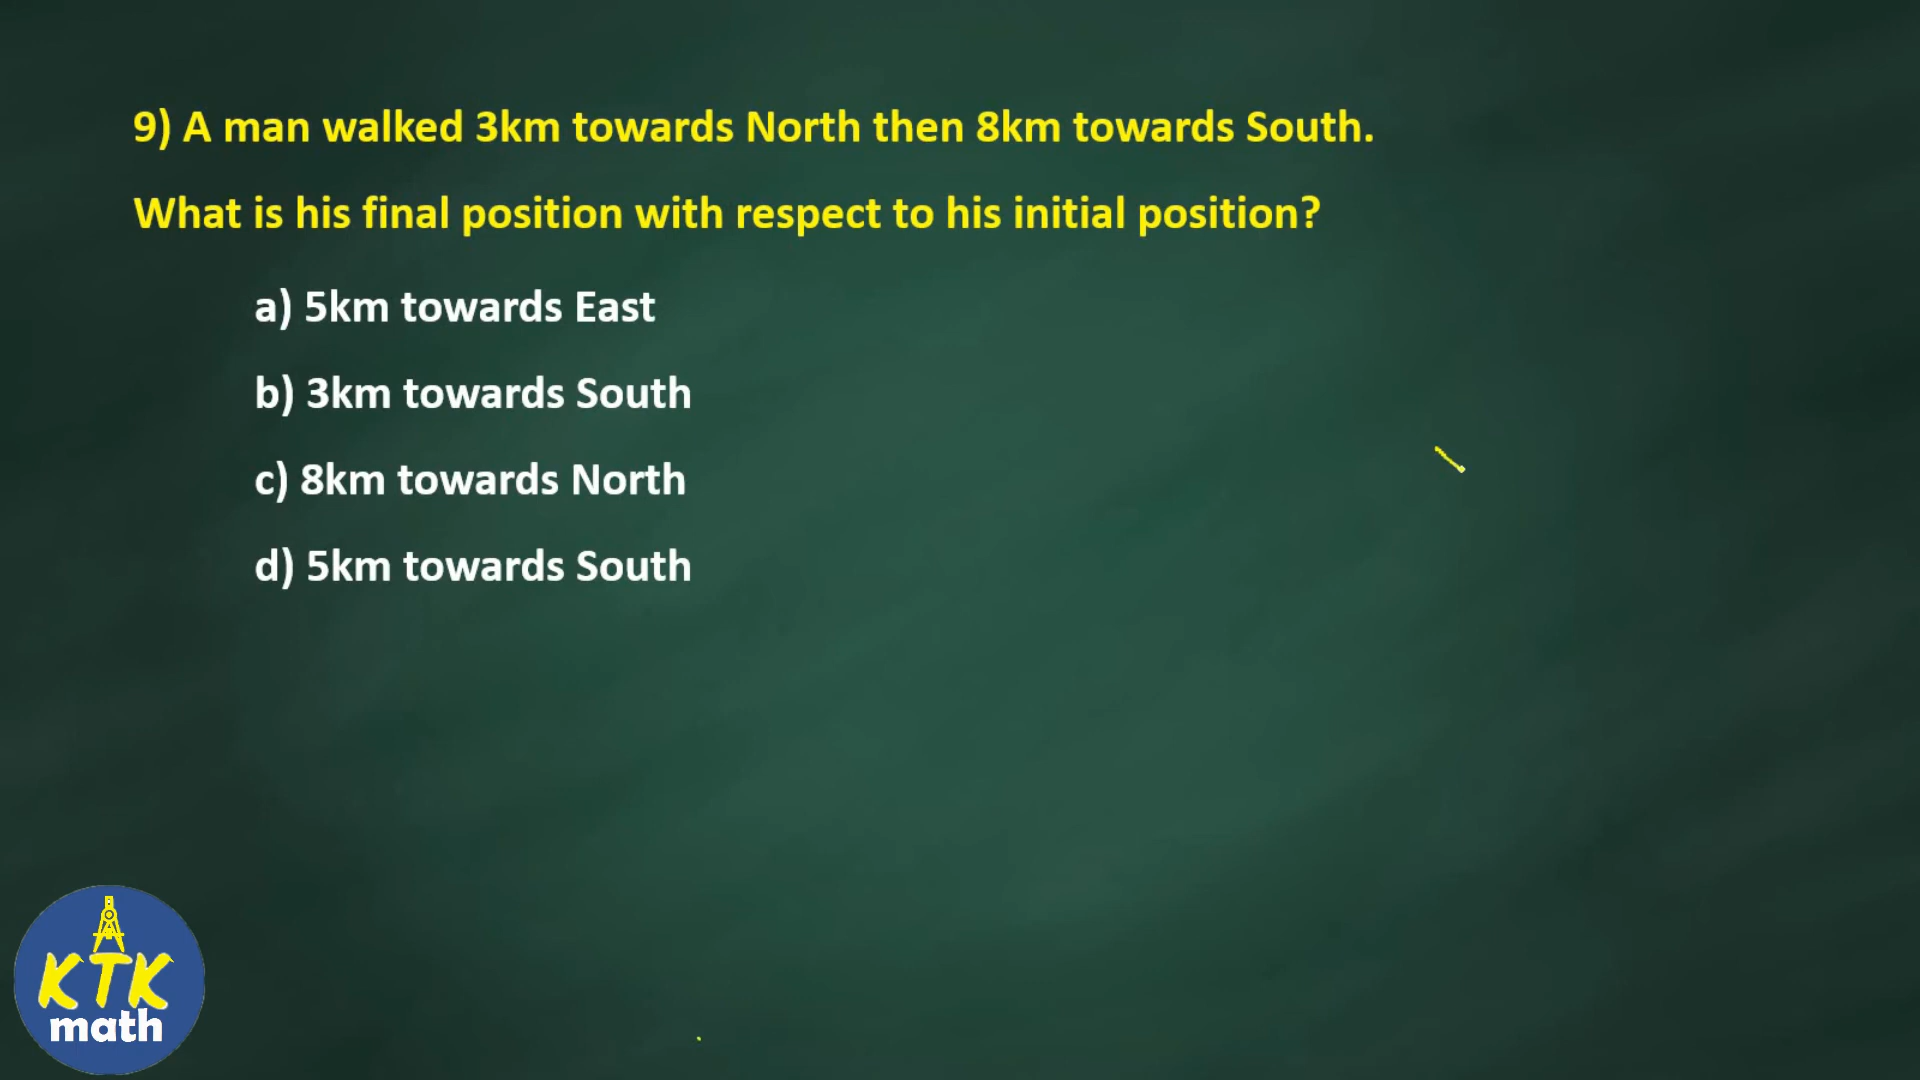 9) A man walked 3km towards North then 8km towards South.
What is his final position with respect to his initial position?
a) 5km towards East
b) 3km towards South
c) 8km towards North
d) 5km towards South
KTK
math